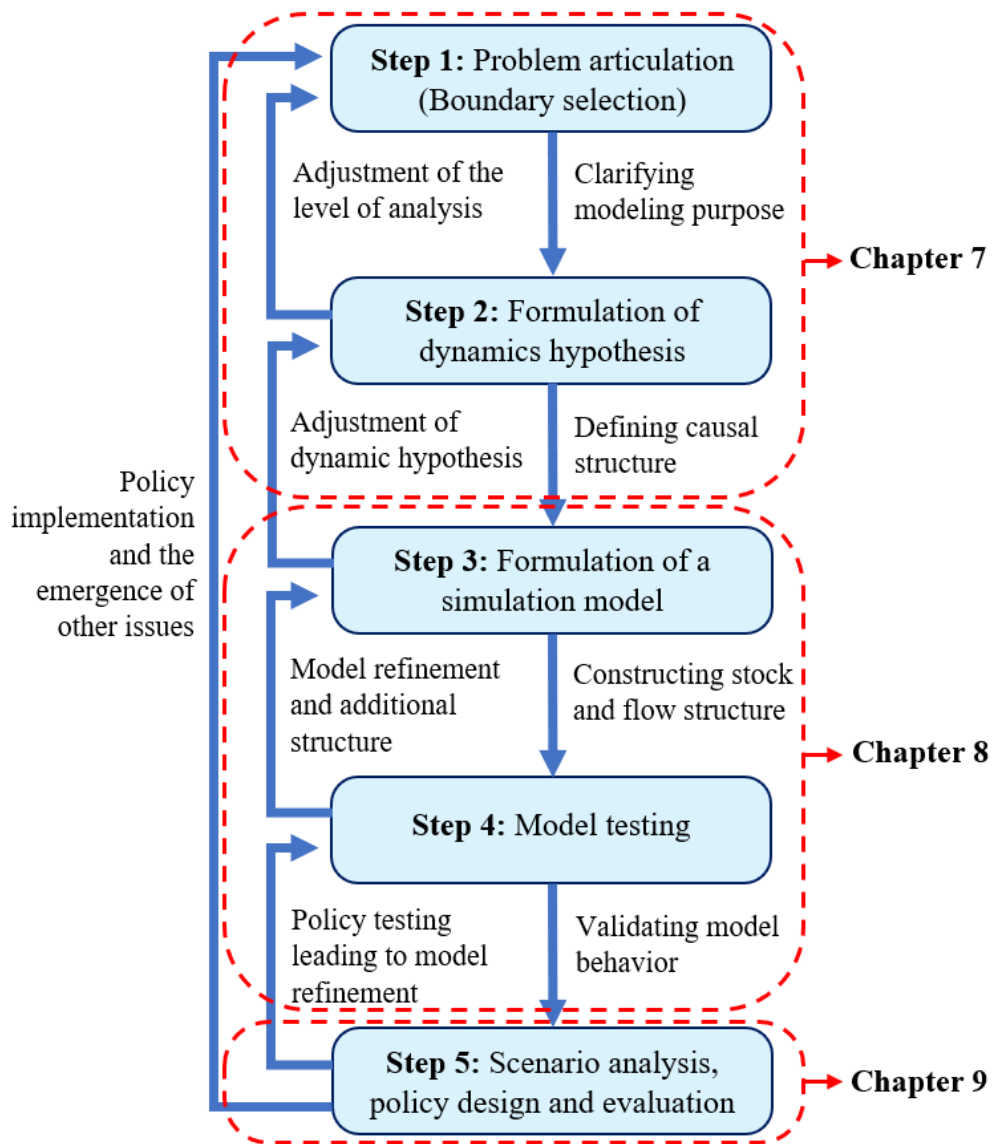 Step 1: Problem articulation
(Boundary selection)
Adjustment of the
level of analysis
Clarifying
modeling purpose
Chapter 7
Step 2: Formulation of
dynamics hypothesis
Adjustment of
dynamic hypothesis
Defining causal
structure
Policy
implementation
and the
emergence of
other issues
Step 3: Formulation of a
simulation model
Model refinement
and additional
structure
Constructing stock
and flow structure
Chapter 8
Step 4: Model testing
Policy testing
leading to model
refinement
Validating model
behavior
Step 5: Scenario analysis,
policy design and evaluation
Chapter 9